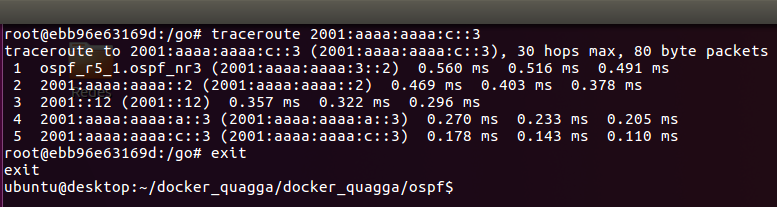 root@ebb96e63169d:/go# traceroute 2001:aaaa:aaaa:c::3
traceroute to 2001:aaaa:aaaa:c::3 (2001:aaaa:aaaa:c::3), 30 hops max, 80 byte packets
 1  ospf_r5_1.ospf_nr3 (2001:aaaa:aaaa:3::2)  0.560 ms  0.516 ms  0.491 ms
 2  2001:aaaa:aaaa::2 (2001:aaaa:aaaa::2)  0.469 ms  0.403 ms  0.378 ms
 3  2001::12 (2001::12)  0.357 ms  0.322 ms  0.296 ms
 4  2001:aaaa:aaaa:a::3 (2001:aaaa:aaaa:a::3)  0.270 ms  0.233 ms  0.205 ms
 5  2001:aaaa:aaaa:c::3 (2001:aaaa:aaaa:c::3)  0.178 ms  0.143 ms  0.110 ms
root@ebb96e63169d:/go# exit
exit
ubuntu@desktop:~/docker_quagga/docker_quagga/ospf$